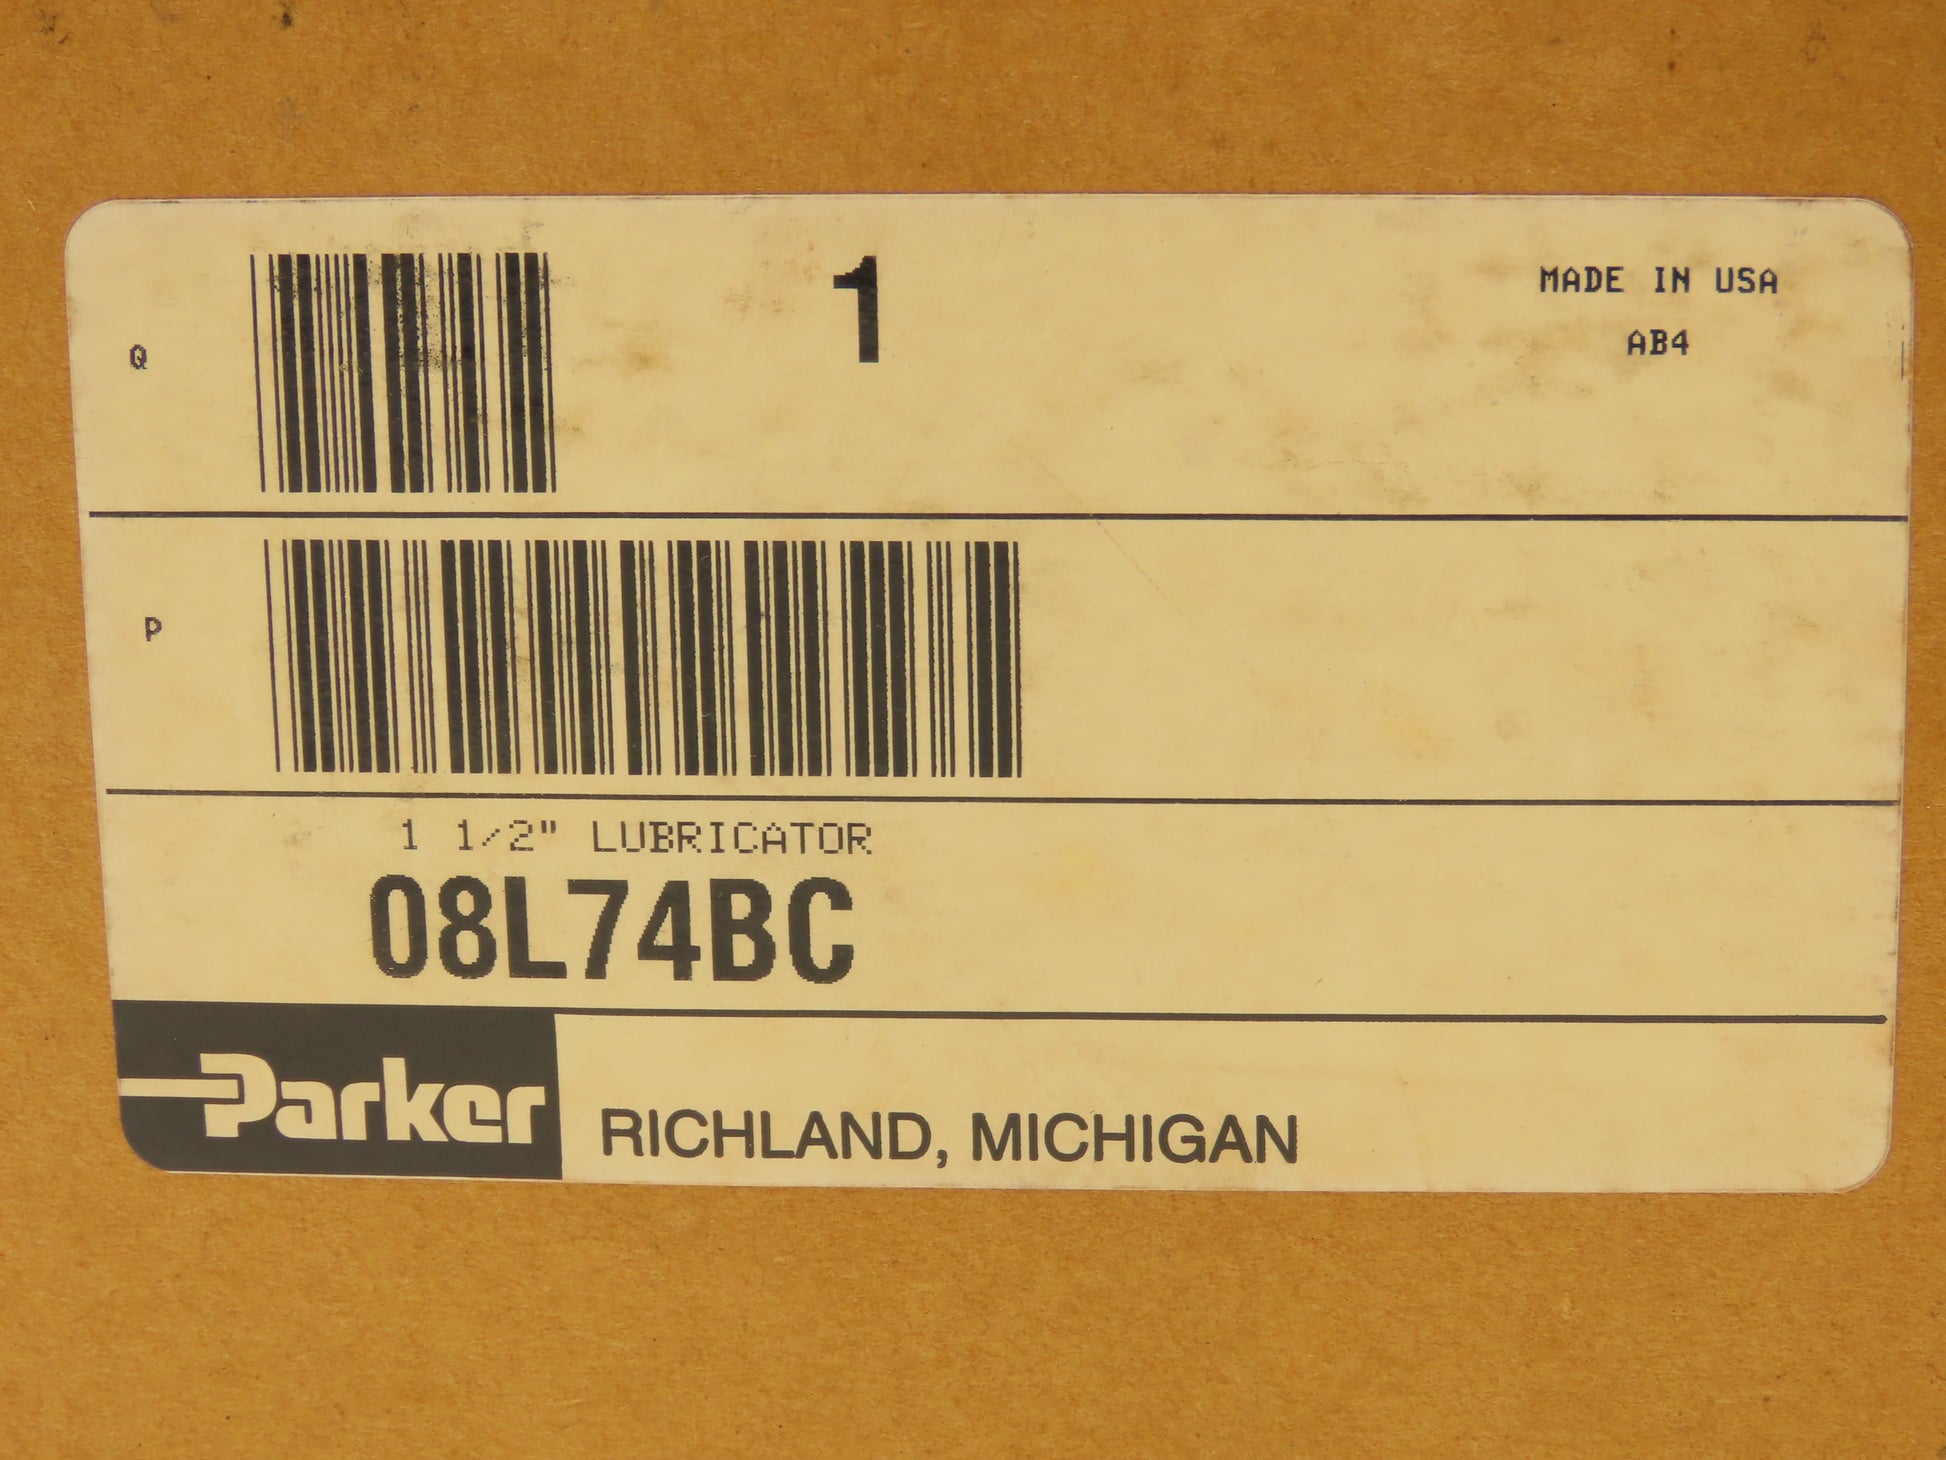 Q
1
MADE IN USA
AB4
P
1 1/2" LUBRICATOR
08L74BC
Parker
RICHLAND, MICHIGAN